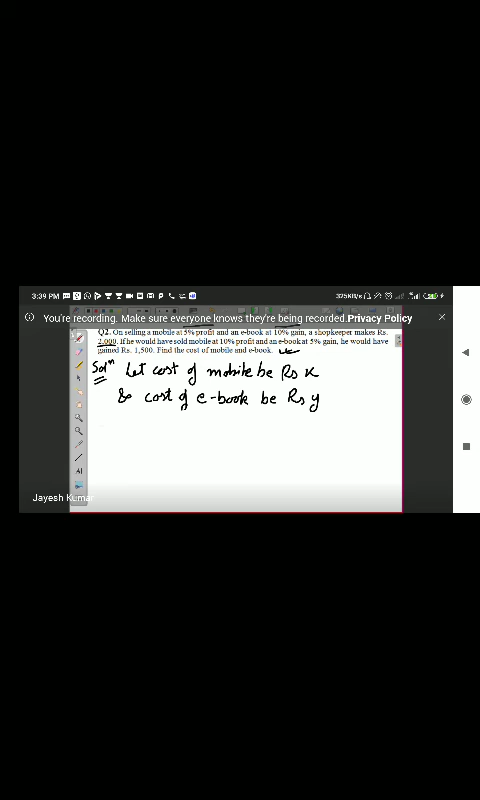 3:39 PM
325KB/s
You're recording. Make sure everyone knows they're being recorded.Privacy Policy
Q2. On selling a mobile at 5% profit and an e-book at 10% gain, a shopkeeper makes Rs.
2,000. If he would have sold mobile at 10% profit and an e-book at 5% gain, he would have
gained Rs. 1,500. Find the cost of mobile and e-book.
Solⁿ Let cost of mobile be Rs x
& cost of e-book be Rs y
AI
Jayesh Kumar